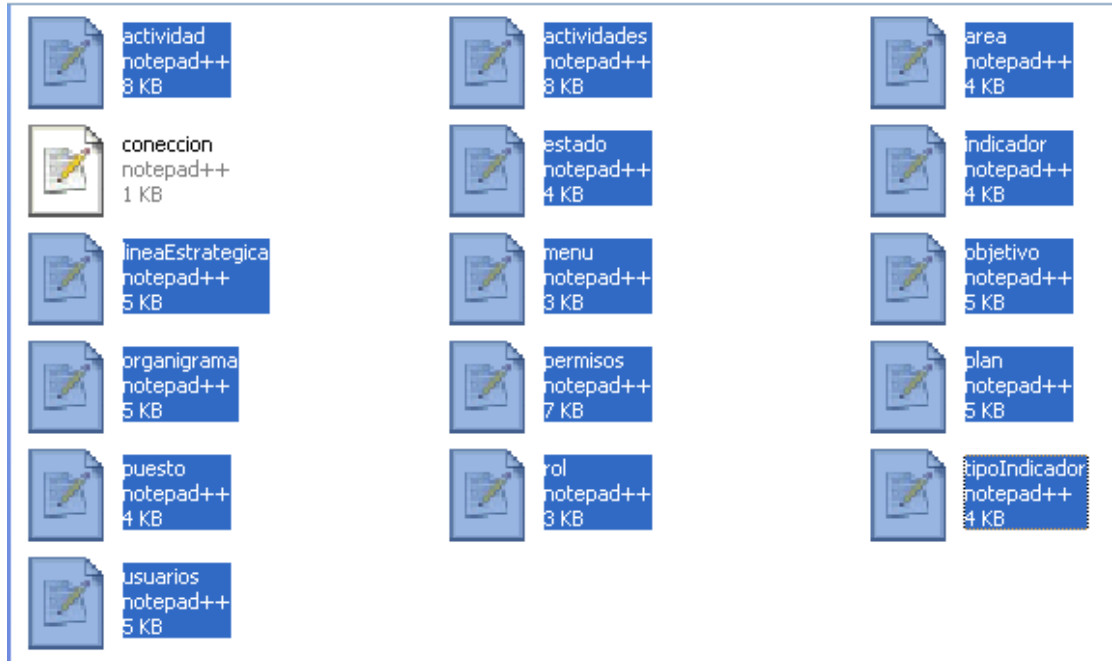 actividad
notepad++
8 KB
actividades
notepad++
8 KB
area
notepad++
4 KB
coneccion
notepad++
1 KB
estado
notepad++
4 KB
indicador
notepad++
4 KB
lineaEstrategica
notepad++
5 KB
menu
notepad++
3 KB
objetivo
notepad++
5 KB
organigrama
notepad++
5 KB
permisos
notepad++
7 KB
plan
notepad++
5 KB
puesto
notepad++
4 KB
rol
notepad++
3 KB
tipoIndicador
notepad++
4 KB
usuarios
notepad++
5 KB